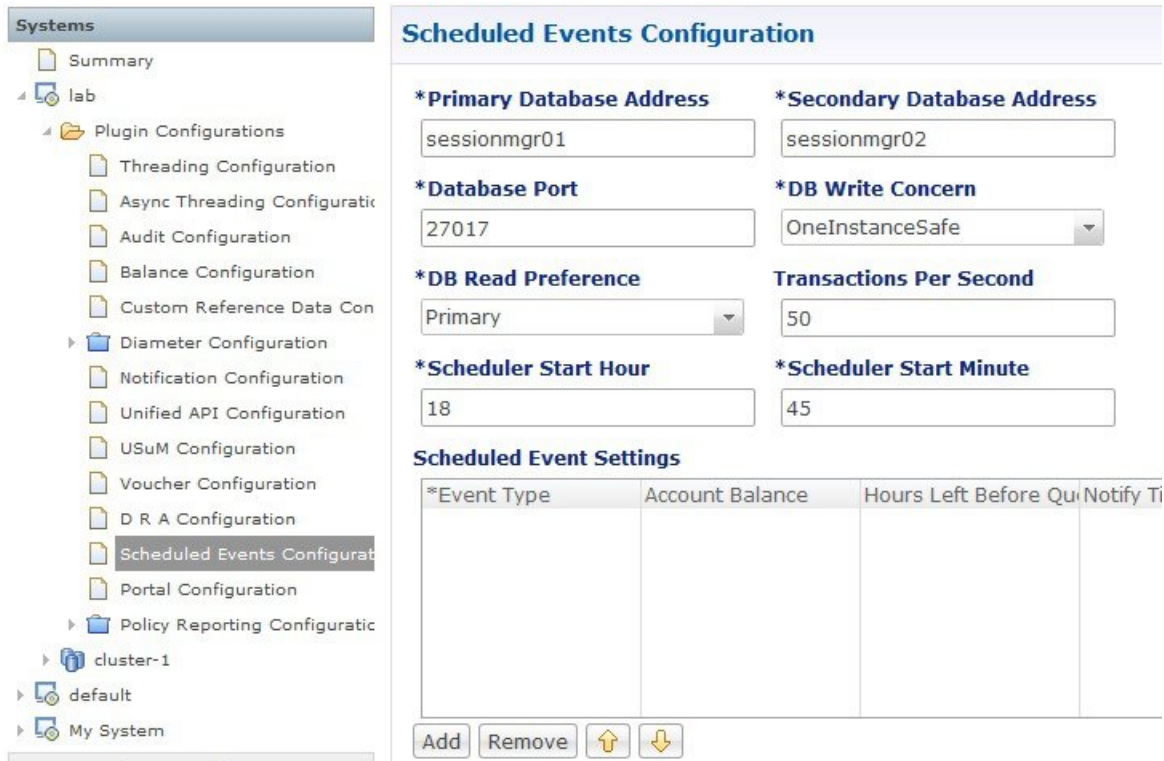 Systems
Summary
lab
Plugin Configurations
Threading Configuration
Async Threading Configuratic
Audit Configuration
Balance Configuration
Custom Reference Data Con
Diameter Configuration
Notification Configuration
Unified API Configuration
USuM Configuration
Voucher Configuration
D R A Configuration
Scheduled Events Configurat
Portal Configuration
Policy Reporting Configuratic
cluster-1
default
My System
Scheduled Events Configuration
*Primary Database Address *Secondary Database Address
sessionmgr01 sessionmgr02
*Database Port *DB Write Concern
27017 OneInstanceSafe
*DB Read Preference Transactions Per Second
Primary 50
*Scheduler Start Hour *Scheduler Start Minute
18 45
Scheduled Event Settings
*Event Type Account Balance Hours Left Before Qu Notify Ti
Add Remove